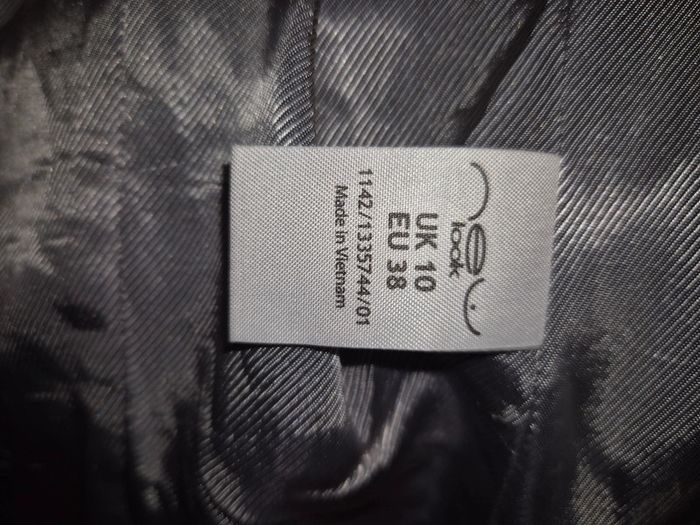 new
look
UK 10
EU 38
1142/1335744/01
Made in Vietnam